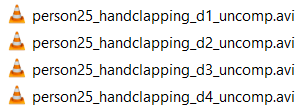 person25_handclapping_d1_uncomp.avi
person25_handclapping_d2_uncomp.avi
person25_handclapping_d3_uncomp.avi
person25_handclapping_d4_uncomp.avi